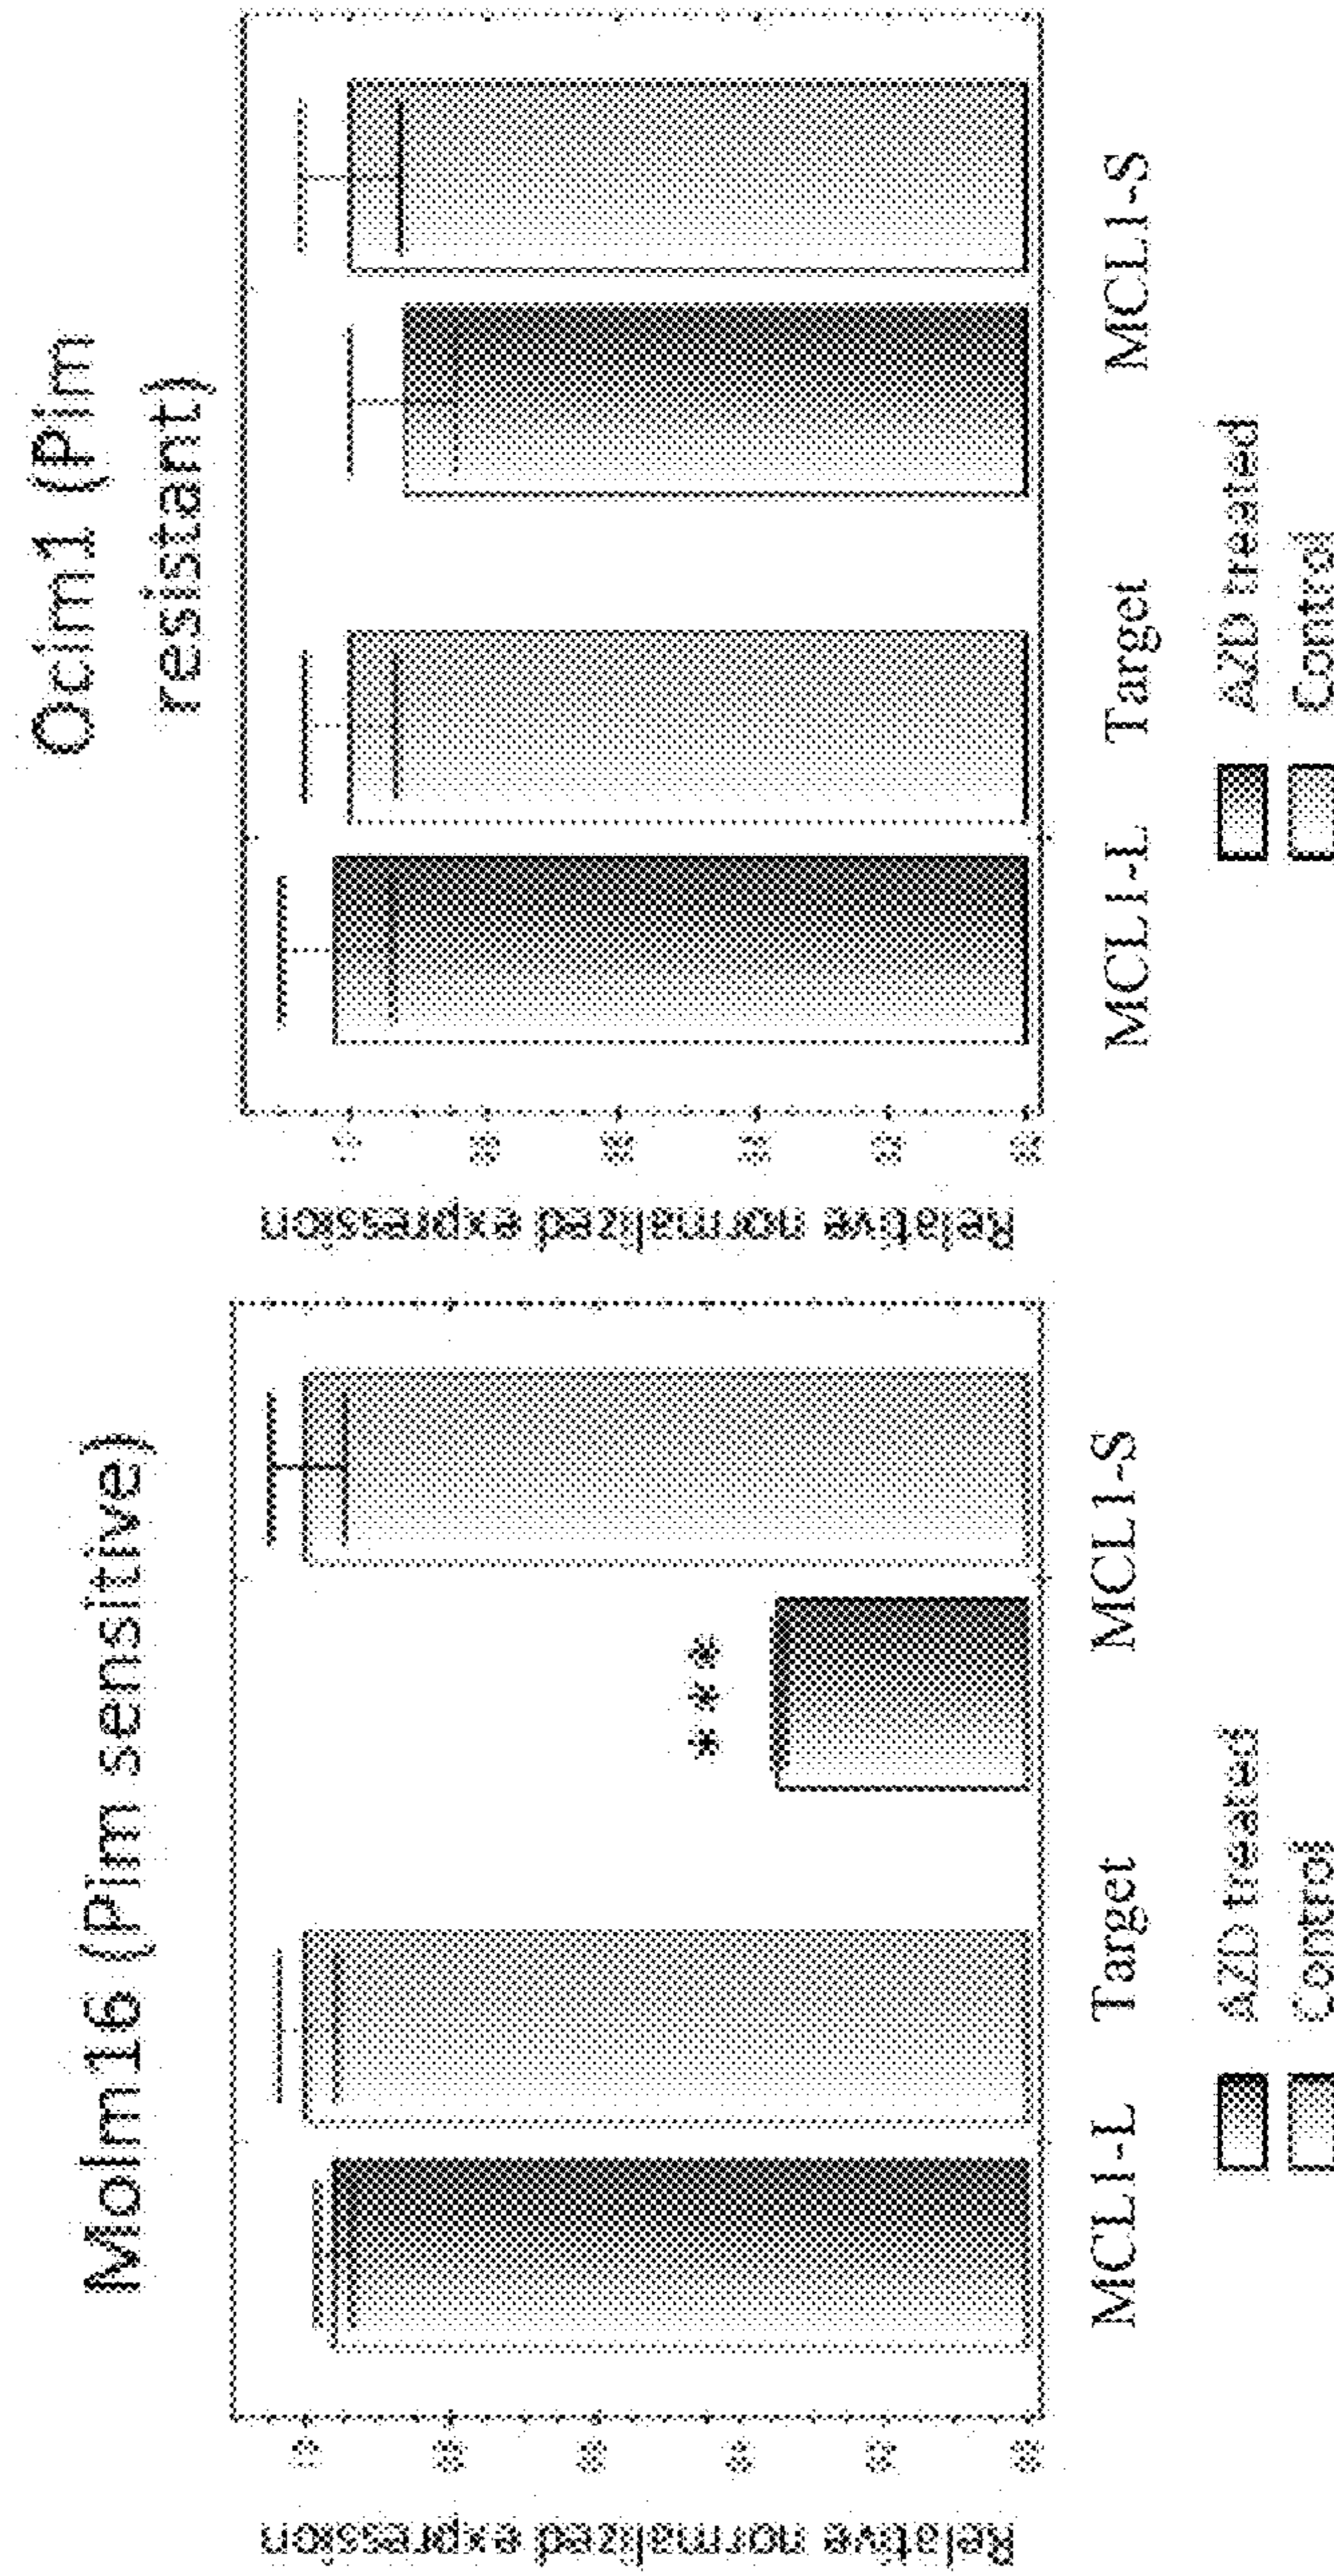 Molm16 (Pim sensitive)
Relative normalized expression
***
MCL1-L Target MCL1-S
AZD treated
Control
Ocim1 (Pim
resistant)
Relative normalized expression
MCL1-L Target MCL1-S
AZD treated
Control